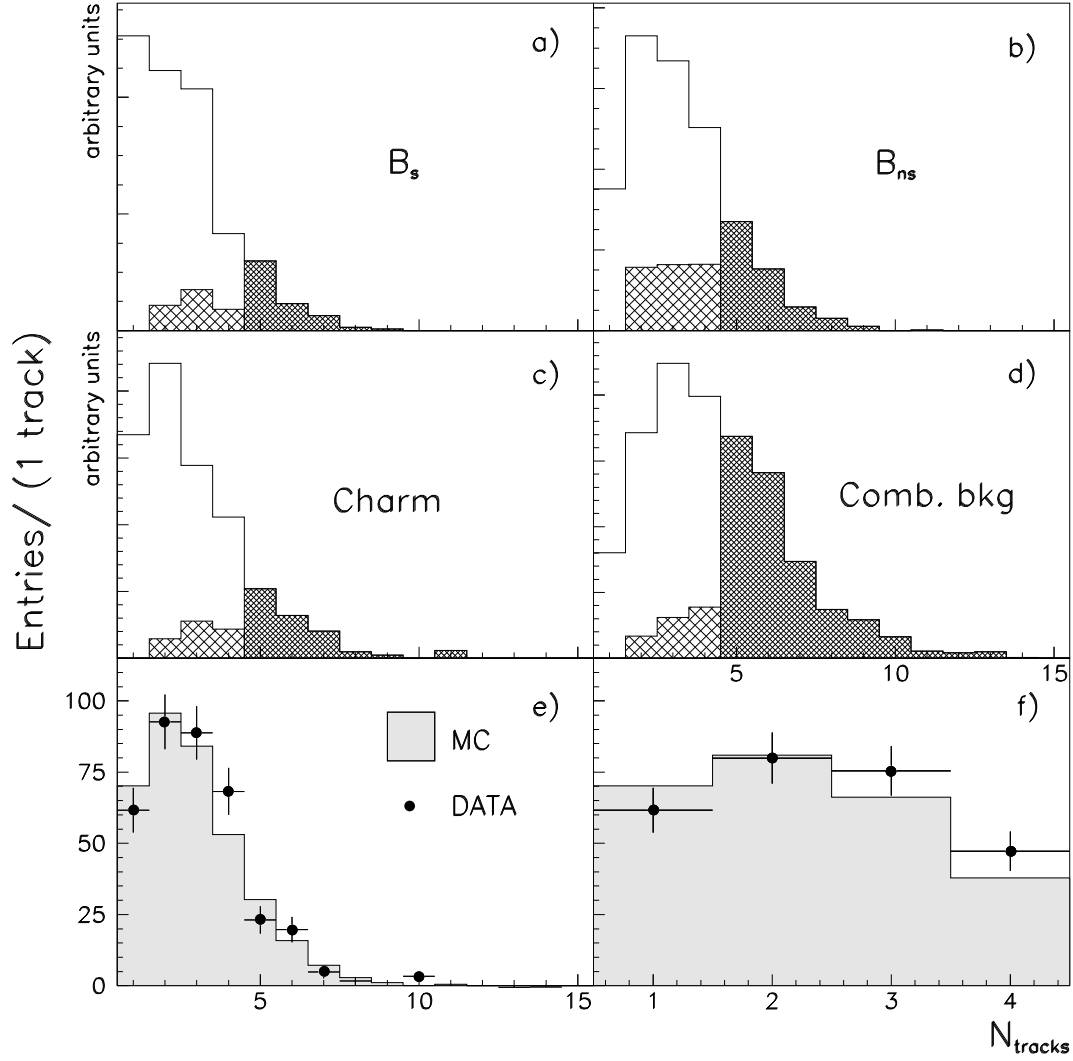 Entries/ (1 track)
arbitrary units
a)
B_s
b)
B_ns
arbitrary units
c)
Charm
d)
Comb. bkg
5 10 15
e)
MC
DATA
f)
100
75
50
25
0
5 10 15
1 2 3 4
N_tracks